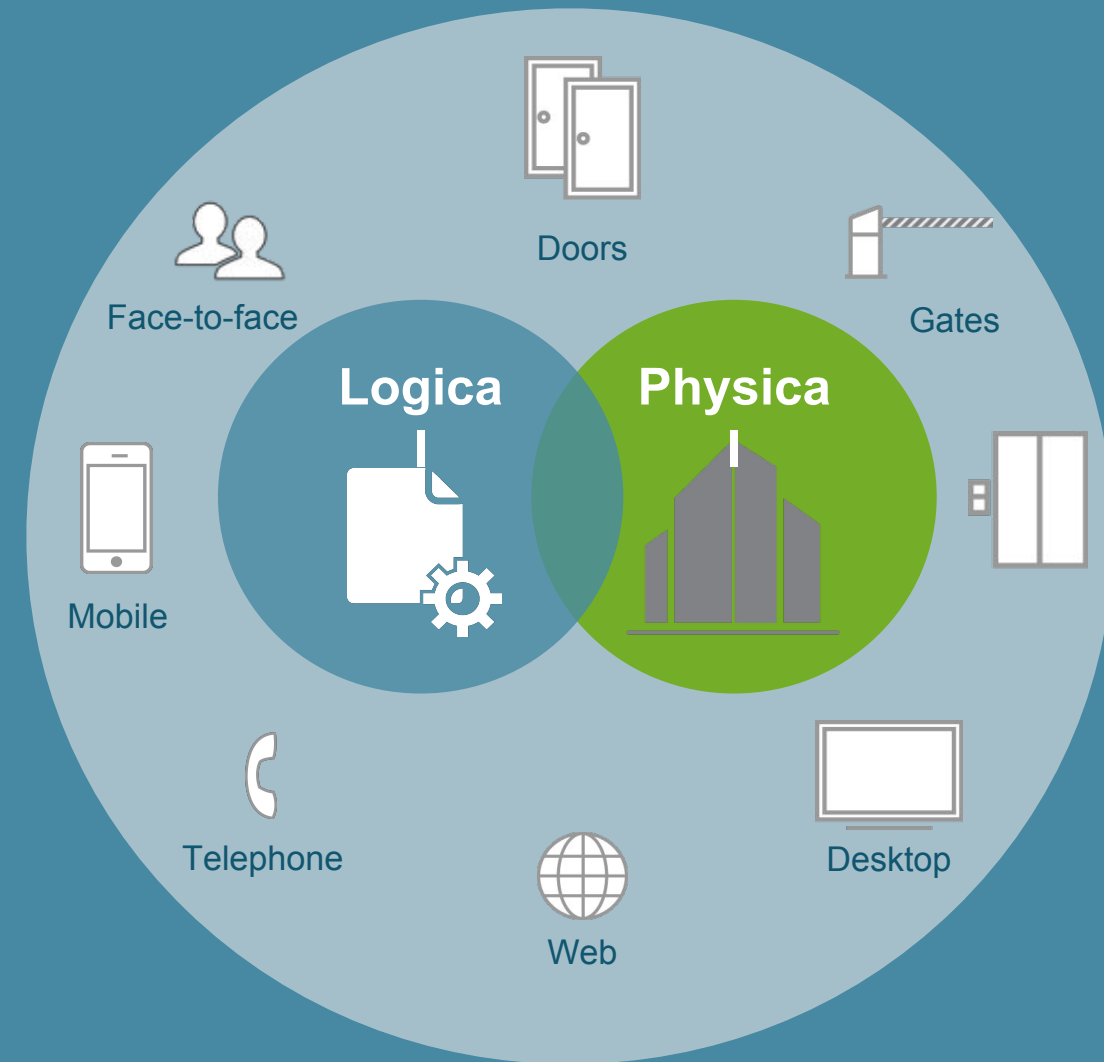 Doors
Face-to-face
Gates
Logica
l
Physica
l
Mobile
Telephone
Desktop
Web